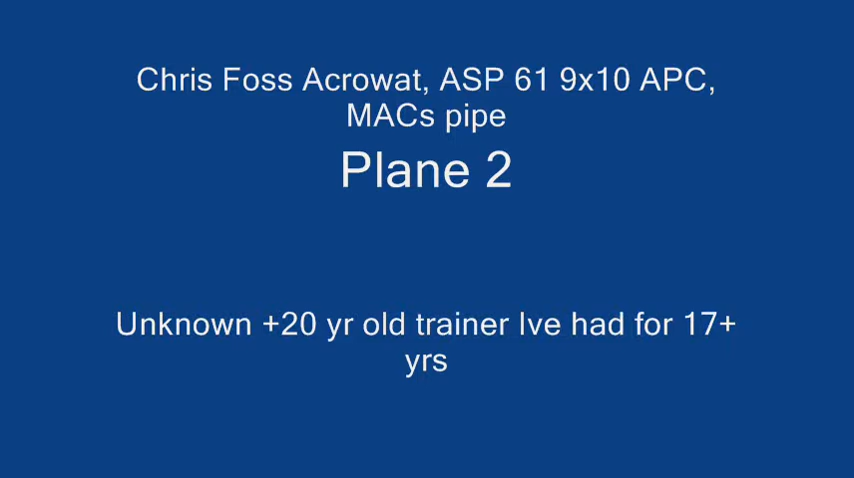 Chris Foss Acrowat, ASP 61 9x10 APC,
MACs pipe
Plane 2
Unknown +20 yr old trainer Ive had for 17+
yrs